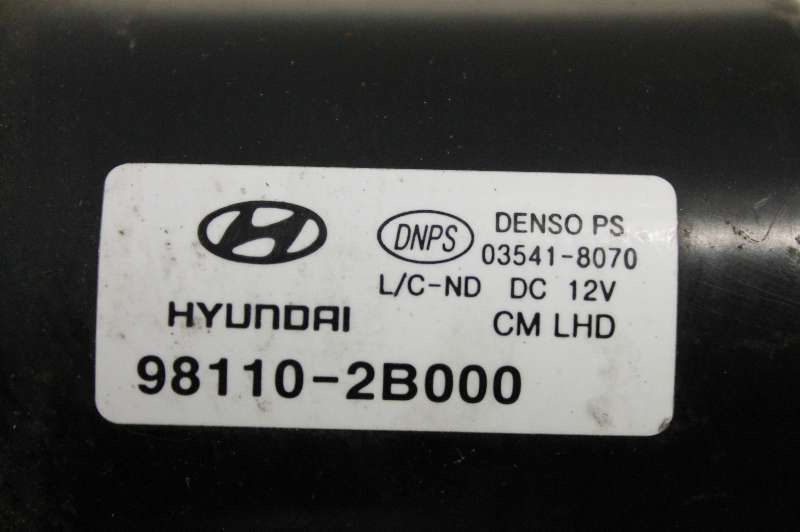 DNPS DENSO PS
03541-8070
L/C-ND DC 12V
HYUNDAI CM LHD
98110-2B000